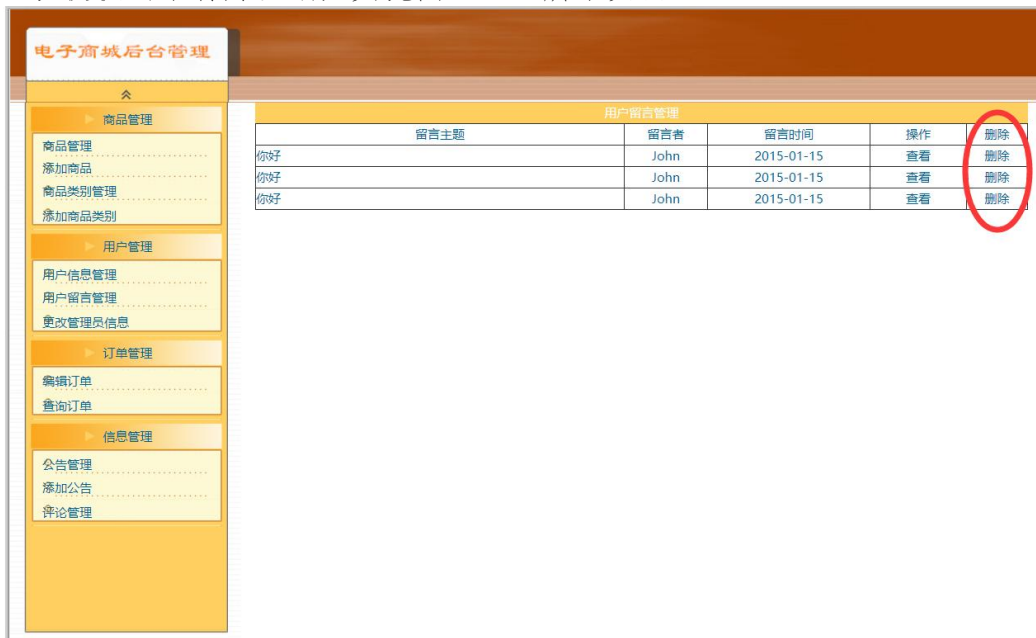 电子商城后台管理
商品管理
商品管理
添加商品
商品类别管理
添加商品类别
用户管理
用户信息管理
用户留言管理
更改管理员信息
订单管理
编辑订单
查询订单
信息管理
公告管理
添加公告
评论管理
用户留言管理
留言主题 留言者 留言时间 操作 删除
你好 John 2015-01-15 查看 删除
你好 John 2015-01-15 查看 删除
你好 John 2015-01-15 查看 删除